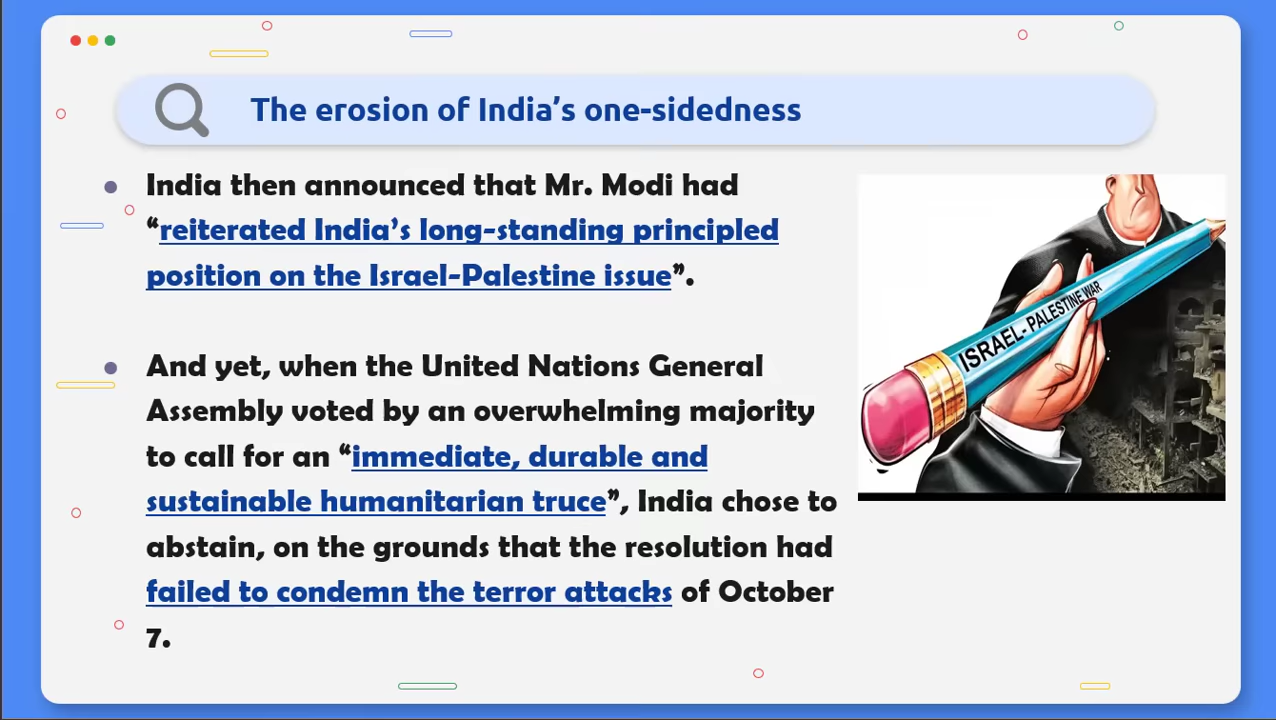 The erosion of India’s one-sidedness
India then announced that Mr. Modi had
“reiterated India’s long-standing principled
position on the Israel-Palestine issue”.
And yet, when the United Nations General
Assembly voted by an overwhelming majority
to call for an “immediate, durable and
sustainable humanitarian truce”, India chose to
abstain, on the grounds that the resolution had
failed to condemn the terror attacks of October
7.
ISRAEL-PALESTINE WAR